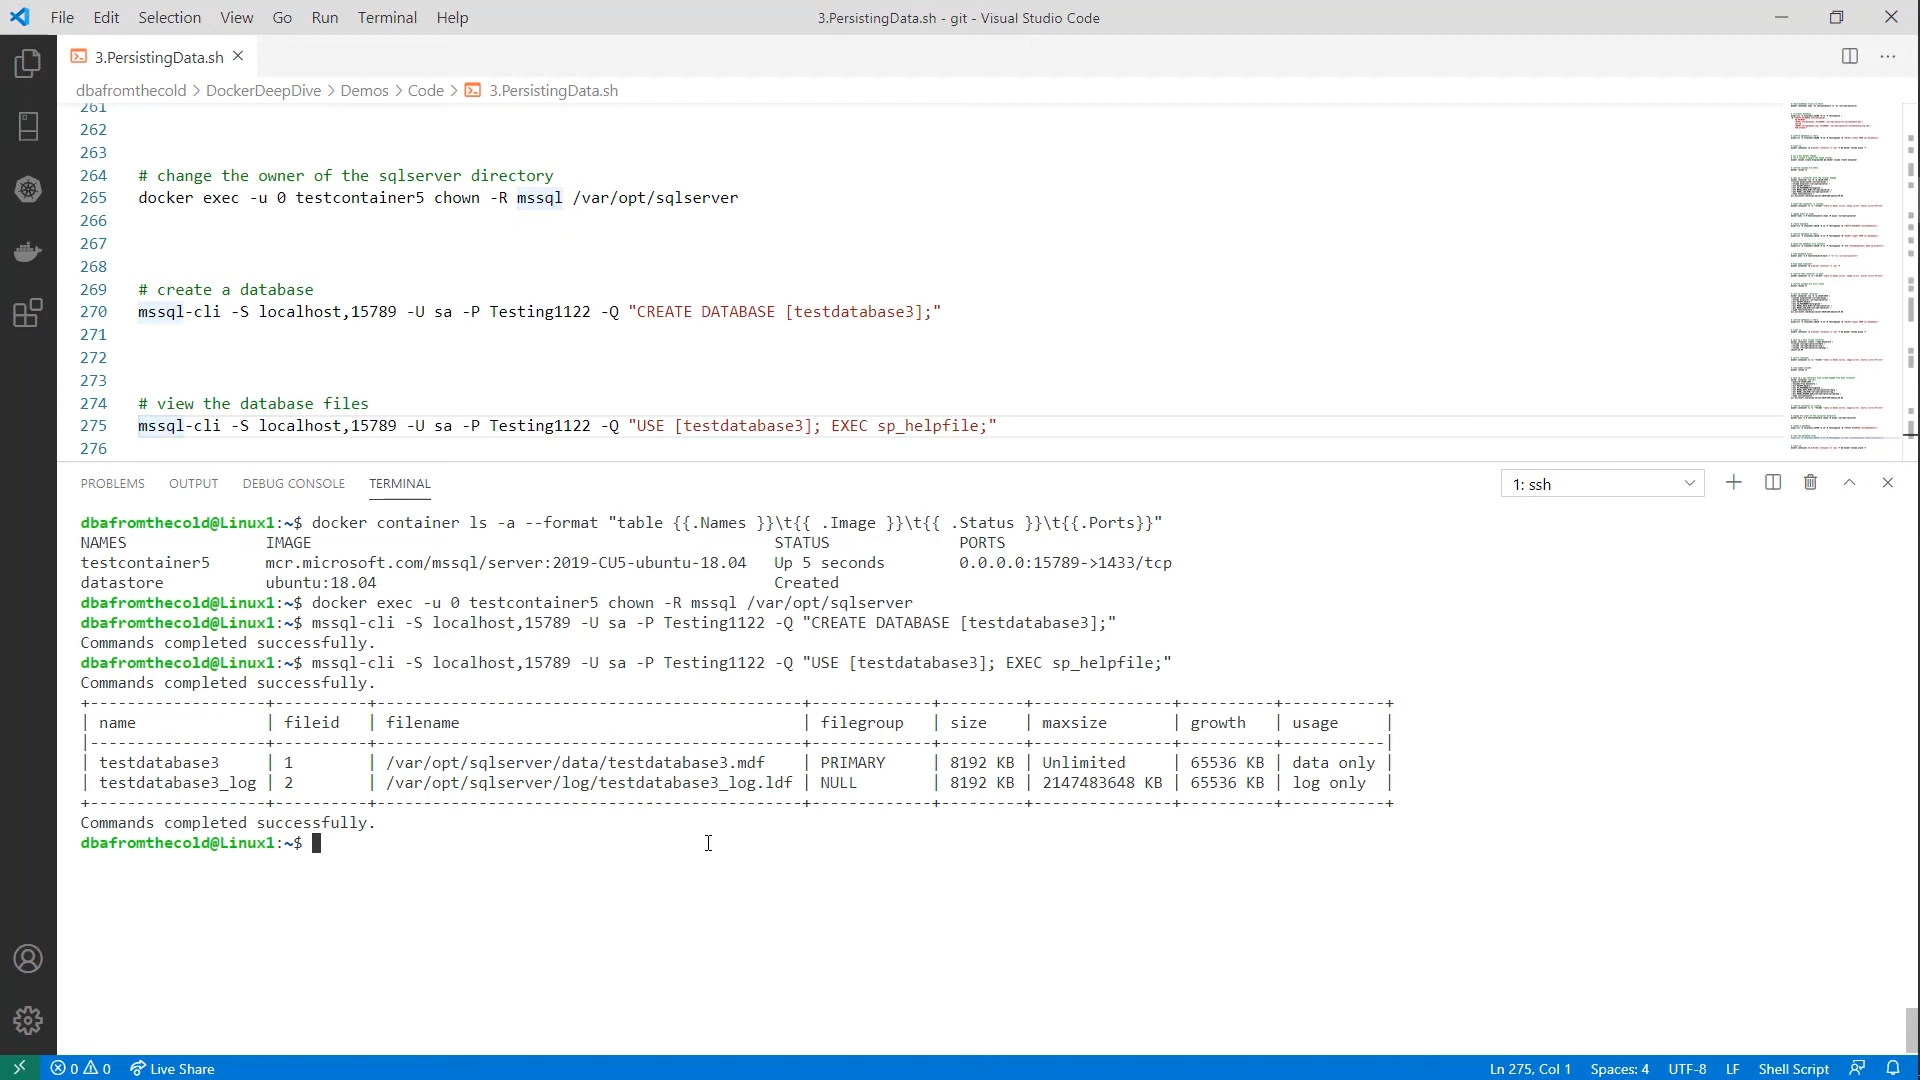 File Edit Selection View Go Run Terminal Help
3.PersistingData.sh - git - Visual Studio Code
3.PersistingData.sh
dbafromthecold > DockerDeepDive > Demos > Code > 3.PersistingData.sh
261
262
263
264 # change the owner of the sqlserver directory
265 docker exec -u 0 testcontainer5 chown -R mssql /var/opt/sqlserver
266
267
268
269 # create a database
270 mssql-cli -S localhost,15789 -U sa -P Testing1122 -Q "CREATE DATABASE [testdatabase3];"
271
272
273
274 # view the database files
275 mssql-cli -S localhost,15789 -U sa -P Testing1122 -Q "USE [testdatabase3]; EXEC sp_helpfile;"
276
PROBLEMS OUTPUT DEBUG CONSOLE TERMINAL
1: ssh
dbafromthecold@Linux1:~$ docker container ls -a --format "table {{.Names }}\t{{ .Image }}\t{{ .Status }}\t{{.Ports}}"
NAMES IMAGE STATUS PORTS
testcontainer5 mcr.microsoft.com/mssql/server:2019-CU5-ubuntu-18.04 Up 5 seconds 0.0.0.0:15789->1433/tcp
datastore ubuntu:18.04 Created
dbafromthecold@Linux1:~$ docker exec -u 0 testcontainer5 chown -R mssql /var/opt/sqlserver
dbafromthecold@Linux1:~$ mssql-cli -S localhost,15789 -U sa -P Testing1122 -Q "CREATE DATABASE [testdatabase3];"
Commands completed successfully.
dbafromthecold@Linux1:~$ mssql-cli -S localhost,15789 -U sa -P Testing1122 -Q "USE [testdatabase3]; EXEC sp_helpfile;"
Commands completed successfully.
| name | fileid | filename | filegroup | size | maxsize | growth | usage |
| testdatabase3 | 1 | /var/opt/sqlserver/data/testdatabase3.mdf | PRIMARY | 8192 KB | Unlimited | 65536 KB | data only |
| testdatabase3_log | 2 | /var/opt/sqlserver/log/testdatabase3_log.ldf | NULL | 8192 KB | 2147483648 KB | 65536 KB | log only |
Commands completed successfully.
dbafromthecold@Linux1:~$
0 0 Live Share
Ln 275, Col 1 Spaces: 4 UTF-8 LF Shell Script